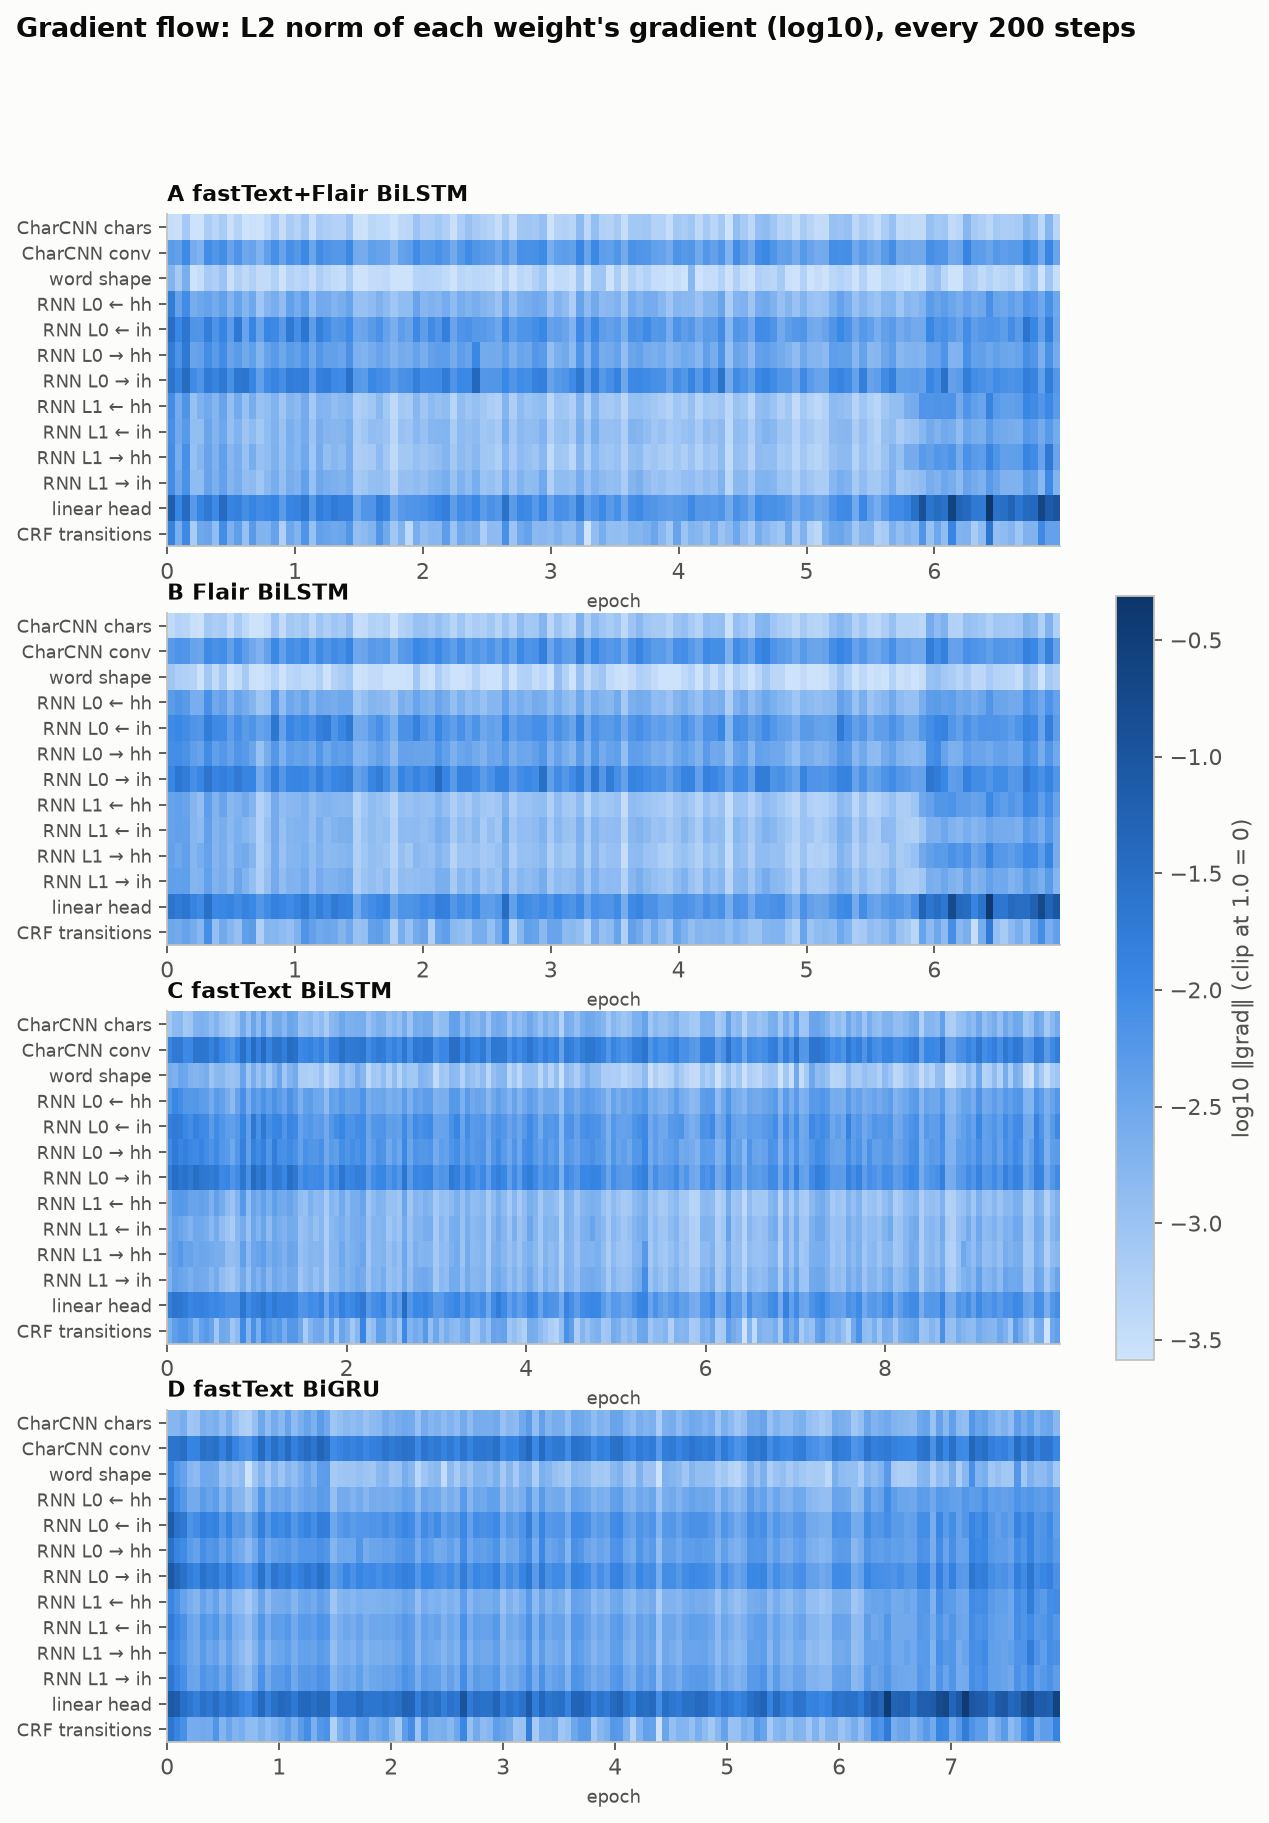 Gradient flow: L2 norm of each weight's gradient (log10), every 200 steps
A fastText+Flair BiLSTM
CharCNN chars
CharCNN conv
word shape
RNN L0 ← hh
RNN L0 ← ih
RNN L0 → hh
RNN L0 → ih
RNN L1 ← hh
RNN L1 ← ih
RNN L1 → hh
RNN L1 → ih
linear head
CRF transitions
0 1 2 3 4 5 6
epoch
B Flair BiLSTM
CharCNN chars
CharCNN conv
word shape
RNN L0 ← hh
RNN L0 ← ih
RNN L0 → hh
RNN L0 → ih
RNN L1 ← hh
RNN L1 ← ih
RNN L1 → hh
RNN L1 → ih
linear head
CRF transitions
0 1 2 3 4 5 6
epoch
C fastText BiLSTM
CharCNN chars
CharCNN conv
word shape
RNN L0 ← hh
RNN L0 ← ih
RNN L0 → hh
RNN L0 → ih
RNN L1 ← hh
RNN L1 ← ih
RNN L1 → hh
RNN L1 → ih
linear head
CRF transitions
0 2 4 6 8
epoch
D fastText BiGRU
CharCNN chars
CharCNN conv
word shape
RNN L0 ← hh
RNN L0 ← ih
RNN L0 → hh
RNN L0 → ih
RNN L1 ← hh
RNN L1 ← ih
RNN L1 → hh
RNN L1 → ih
linear head
CRF transitions
0 1 2 3 4 5 6 7
epoch
−0.5
−1.0
−1.5
−2.0
−2.5
−3.0
−3.5
log10 ‖grad‖ (clip at 1.0 = 0)